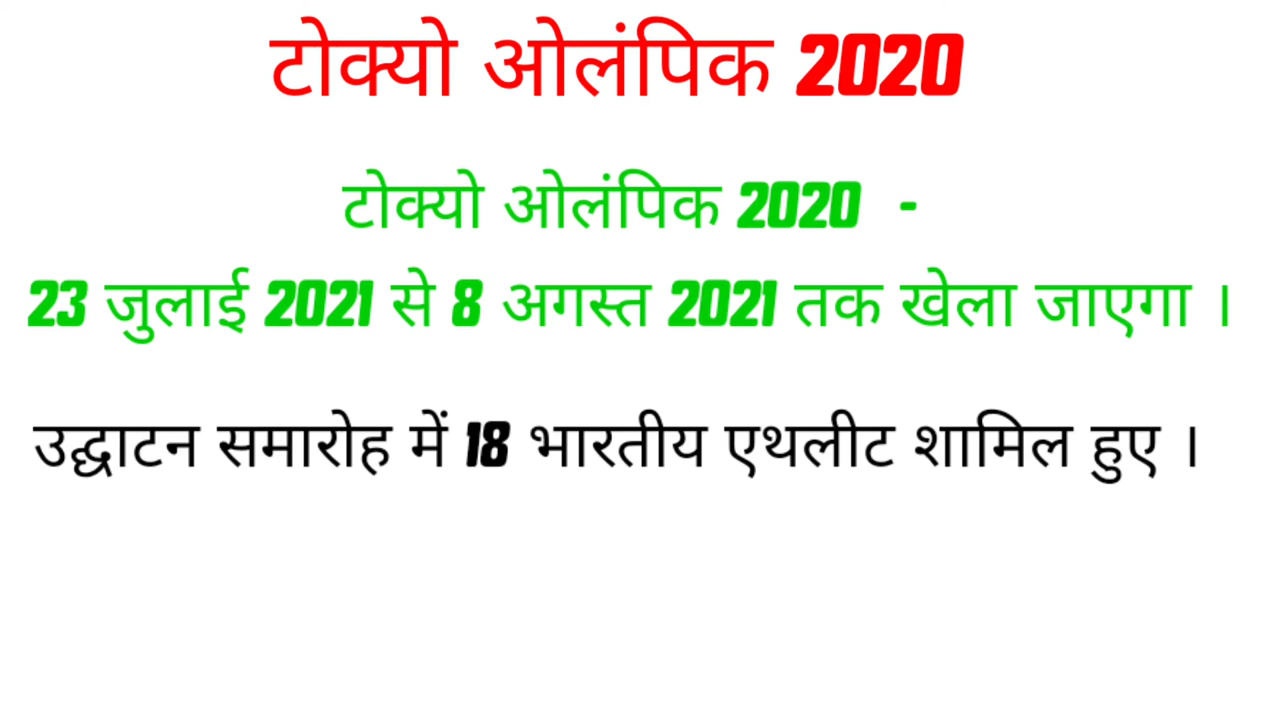 टोक्यो ओलंपिक 2020
टोक्यो ओलंपिक 2020 -
23 जुलाई 2021 से 8 अगस्त 2021 तक खेला जाएगा ।
उद्घाटन समारोह में 18 भारतीय एथलीट शामिल हुए ।